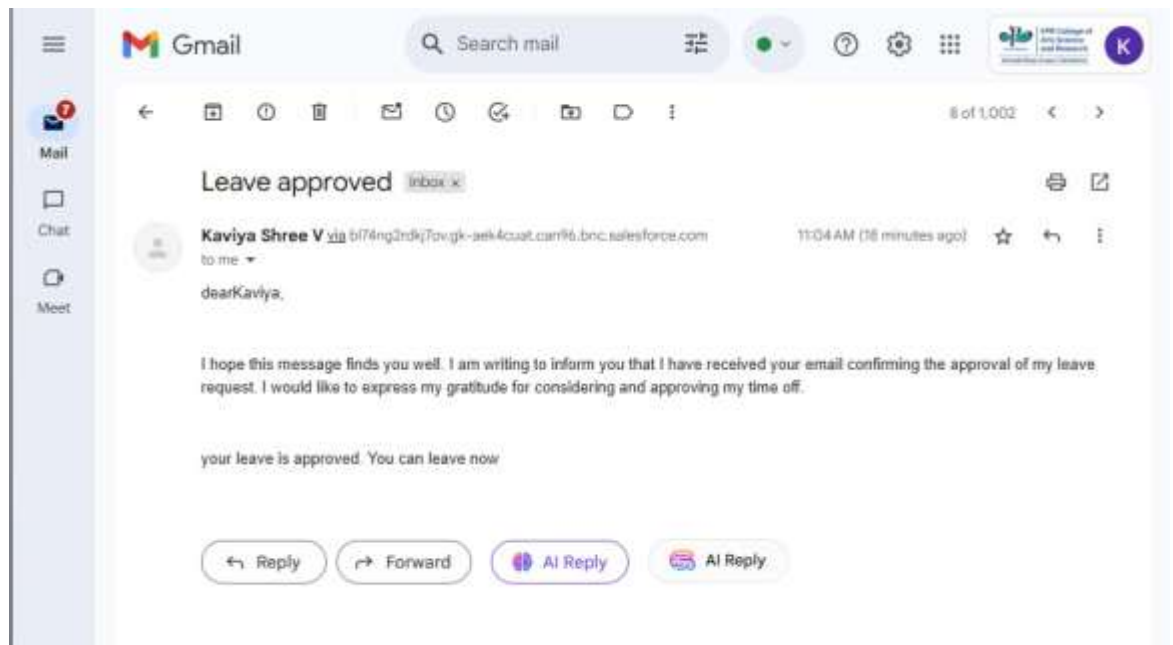 Gmail
Search mail
K
7
Mail
8 of 1,002
Leave approved Inbox x
Chat
Kaviya Shree V via 11:04 AM (18 minutes ago)
to me
Meet
dearKaviya,
I hope this message finds you well. I am writing to inform you that I have received your email confirming the approval of my leave
request. I would like to express my gratitude for considering and approving my time off.
your leave is approved. You can leave now
Reply
Forward
AI Reply
AI Reply